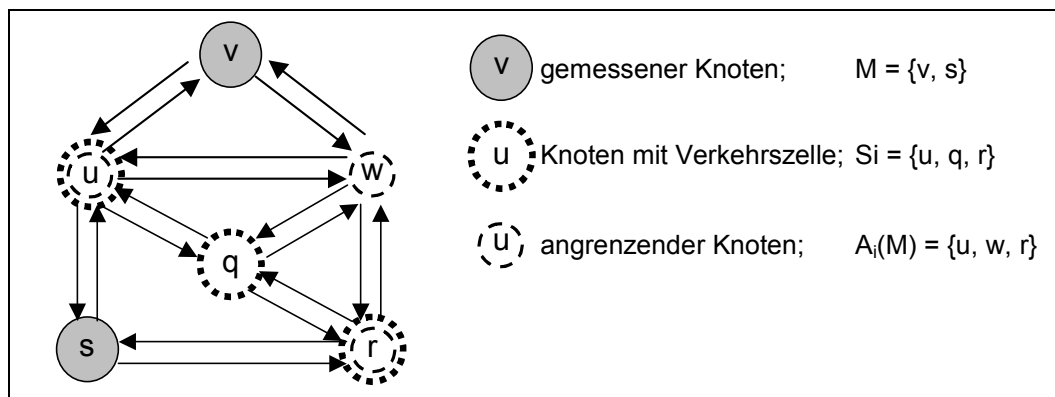 v
v gemessener Knoten; M = {v, s}
u w
u Knoten mit Verkehrszelle; Si = {u, q, r}
q
u angrenzender Knoten; Ai(M) = {u, w, r}
s r